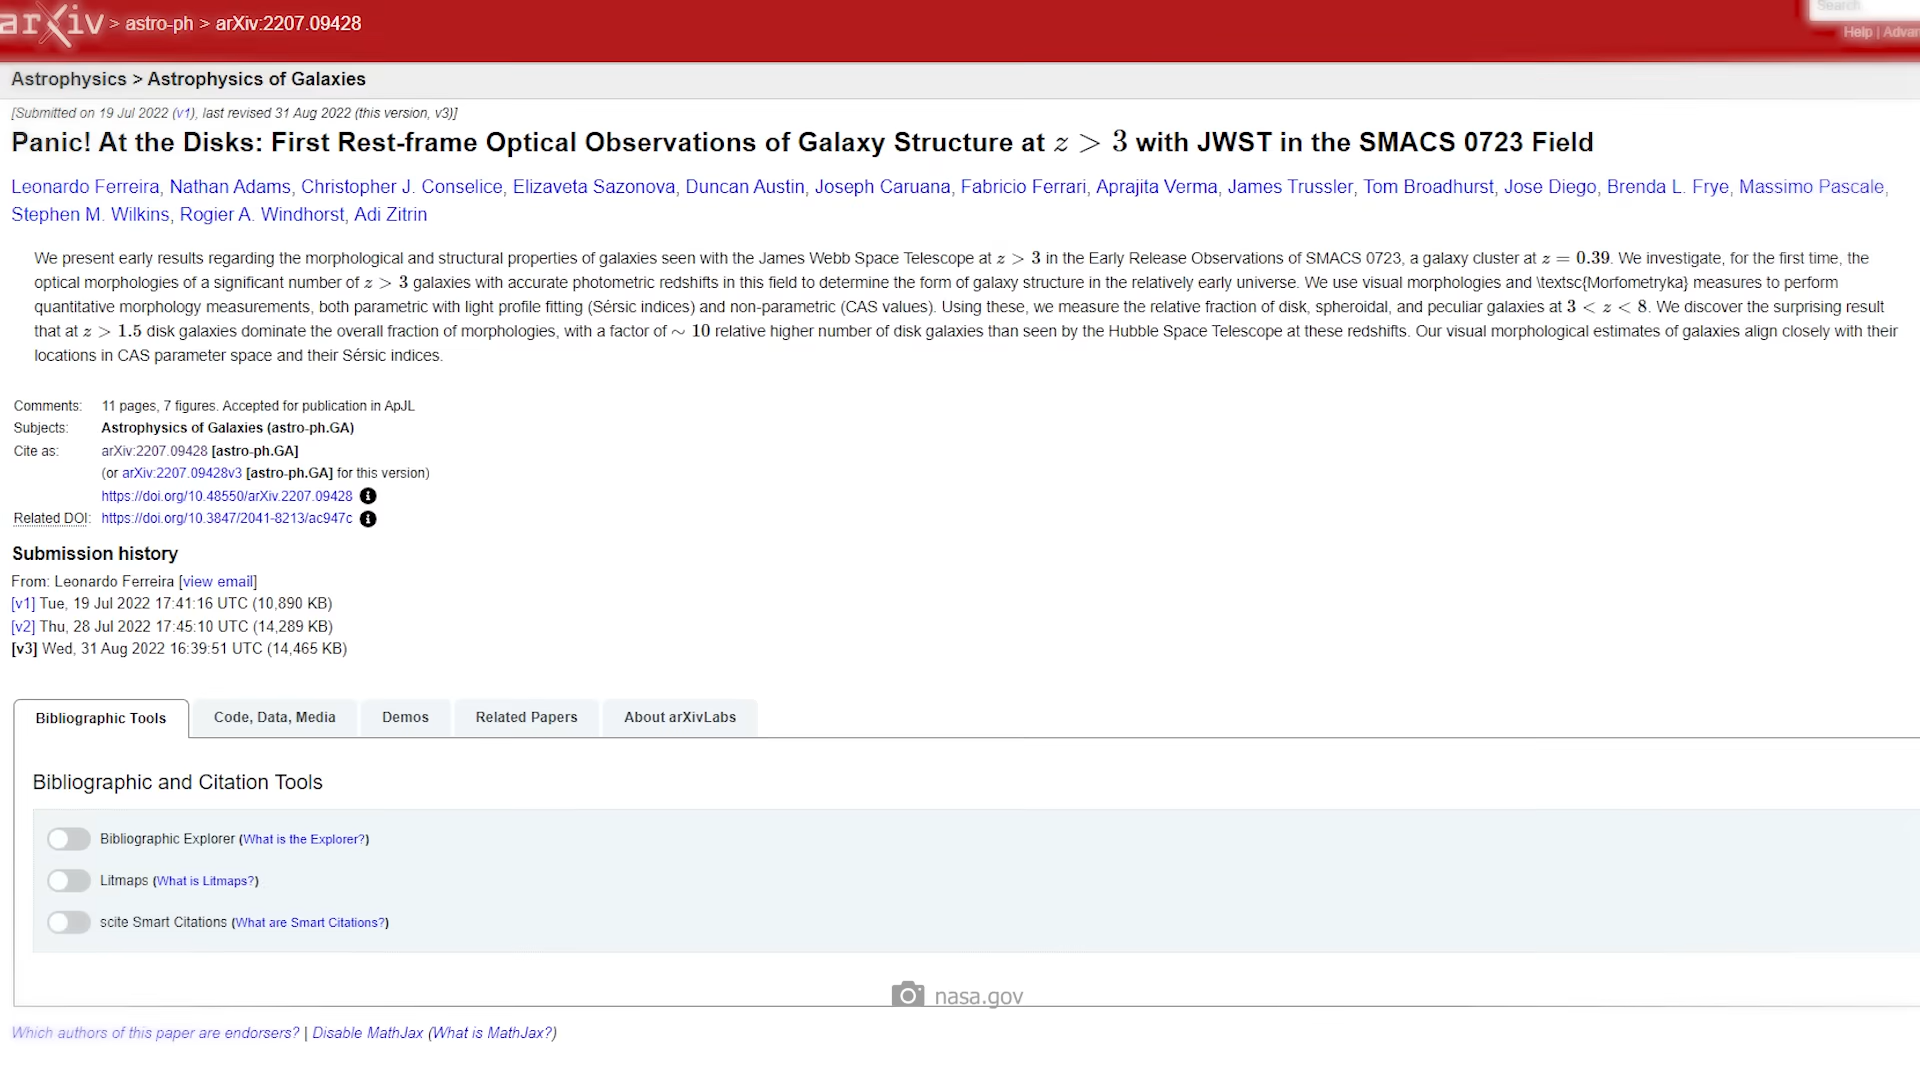 arXiv > astro-ph > arXiv:2207.09428
Search
Help | Advan
Astrophysics > Astrophysics of Galaxies
[Submitted on 19 Jul 2022 (v1), last revised 31 Aug 2022 (this version, v3)]
Panic! At the Disks: First Rest-frame Optical Observations of Galaxy Structure at z > 3 with JWST in the SMACS 0723 Field
Leonardo Ferreira, Nathan Adams, Christopher J. Conselice, Elizaveta Sazonova, Duncan Austin, Joseph Caruana, Fabricio Ferrari, Aprajita Verma, James Trussler, Tom Broadhurst, Jose Diego, Brenda L. Frye, Massimo Pascale,
Stephen M. Wilkins, Rogier A. Windhorst, Adi Zitrin
We present early results regarding the morphological and structural properties of galaxies seen with the James Webb Space Telescope at z > 3 in the Early Release Observations of SMACS 0723, a galaxy cluster at z = 0.39. We investigate, for the first time, the
optical morphologies of a significant number of z > 3 galaxies with accurate photometric redshifts in this field to determine the form of galaxy structure in the relatively early universe. We use visual morphologies and \textsc{Morfometryka} measures to perform
quantitative morphology measurements, both parametric with light profile fitting (Sérsic indices) and non-parametric (CAS values). Using these, we measure the relative fraction of disk, spheroidal, and peculiar galaxies at 3 < z < 8. We discover the surprising result
that at z > 1.5 disk galaxies dominate the overall fraction of morphologies, with a factor of ∼ 10 relative higher number of disk galaxies than seen by the Hubble Space Telescope at these redshifts. Our visual morphological estimates of galaxies align closely with their
locations in CAS parameter space and their Sérsic indices.
Comments: 11 pages, 7 figures. Accepted for publication in ApJL
Subjects: Astrophysics of Galaxies (astro-ph.GA)
Cite as: arXiv:2207.09428 [astro-ph.GA]
(or arXiv:2207.09428v3 [astro-ph.GA] for this version)
https://doi.org/10.48550/arXiv.2207.09428
Related DOI: https://doi.org/10.3847/2041-8213/ac947c
Submission history
From: Leonardo Ferreira [view email]
[v1] Tue, 19 Jul 2022 17:41:16 UTC (10,890 KB)
[v2] Thu, 28 Jul 2022 17:45:10 UTC (14,289 KB)
[v3] Wed, 31 Aug 2022 16:39:51 UTC (14,465 KB)
Bibliographic Tools Code, Data, Media Demos Related Papers About arXivLabs
Bibliographic and Citation Tools
Bibliographic Explorer (What is the Explorer?)
Litmaps (What is Litmaps?)
scite Smart Citations (What are Smart Citations?)
nasa.gov
Which authors of this paper are endorsers? | Disable MathJax (What is MathJax?)